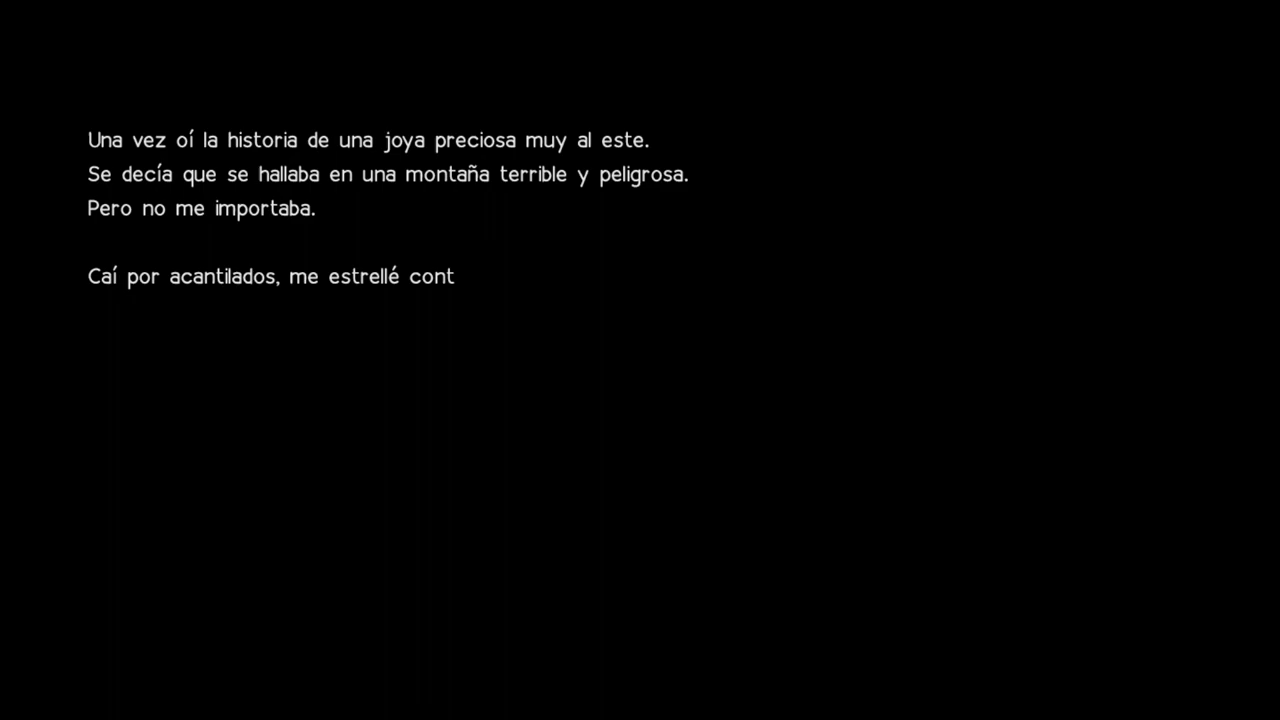 Una vez oí la historia de una joya preciosa muy al este.
Se decía que se hallaba en una montaña terrible y peligrosa.
Pero no me importaba.
Caí por acantilados, me estrellé cont